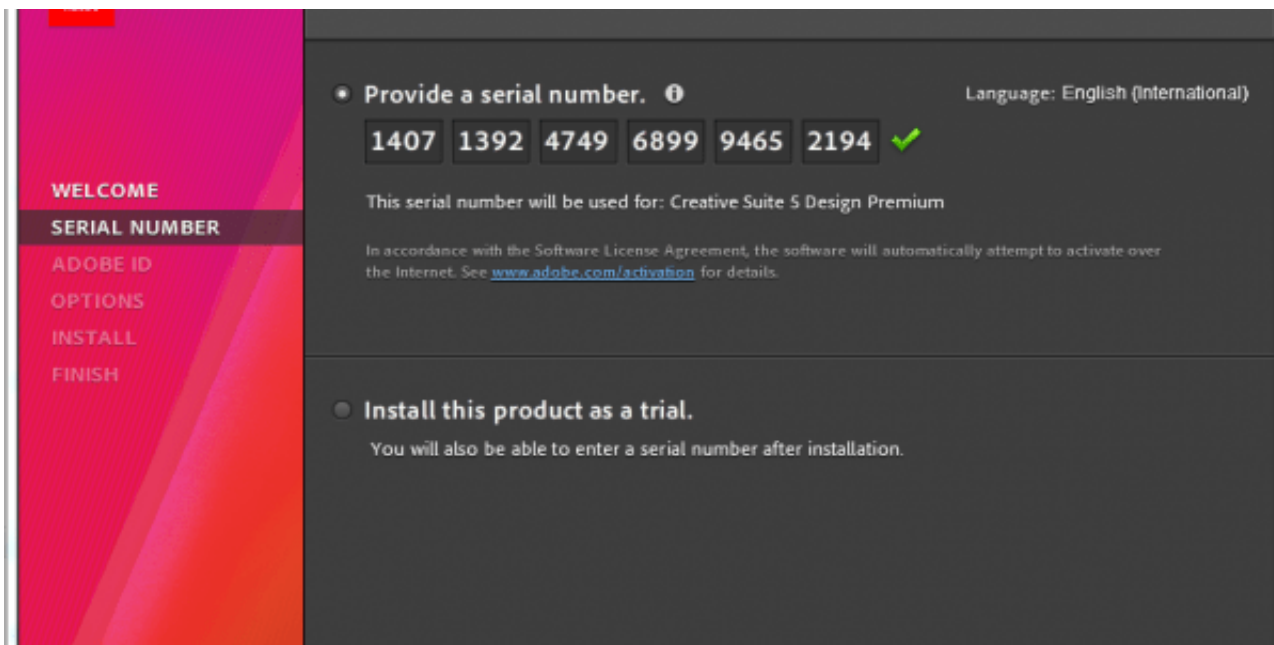 Provide a serial number.
Language: English (International)
1407 1392 4749 6899 9465 2194
This serial number will be used for: Creative Suite 5 Design Premium
In accordance with the Software License Agreement, the software will automatically attempt to activate over
the Internet. See www.adobe.com/activation for details.
WELCOME
SERIAL NUMBER
ADOBE ID
OPTIONS
INSTALL
FINISH
Install this product as a trial.
You will also be able to enter a serial number after installation.